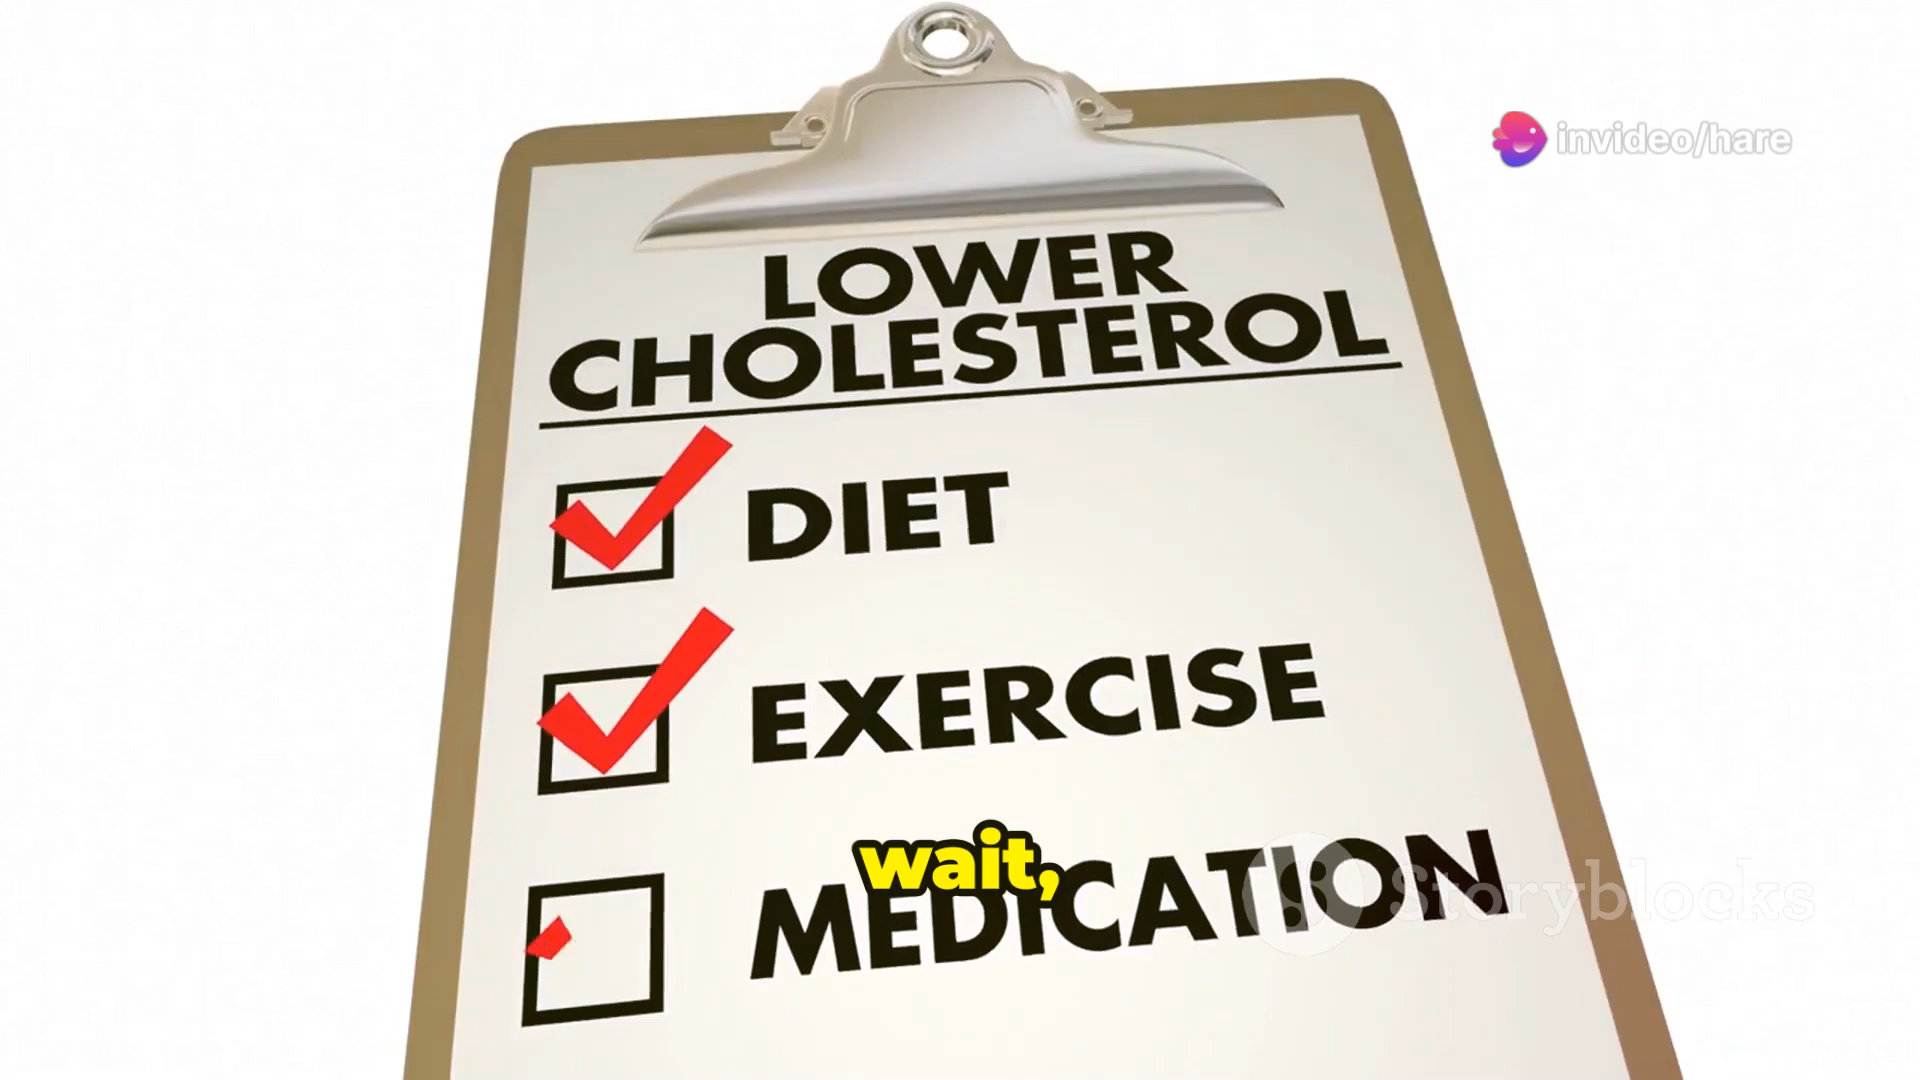 invideo/hare
LOWER
CHOLESTEROL
DIET
EXERCISE
wait,
MEDICATION
Storyblocks